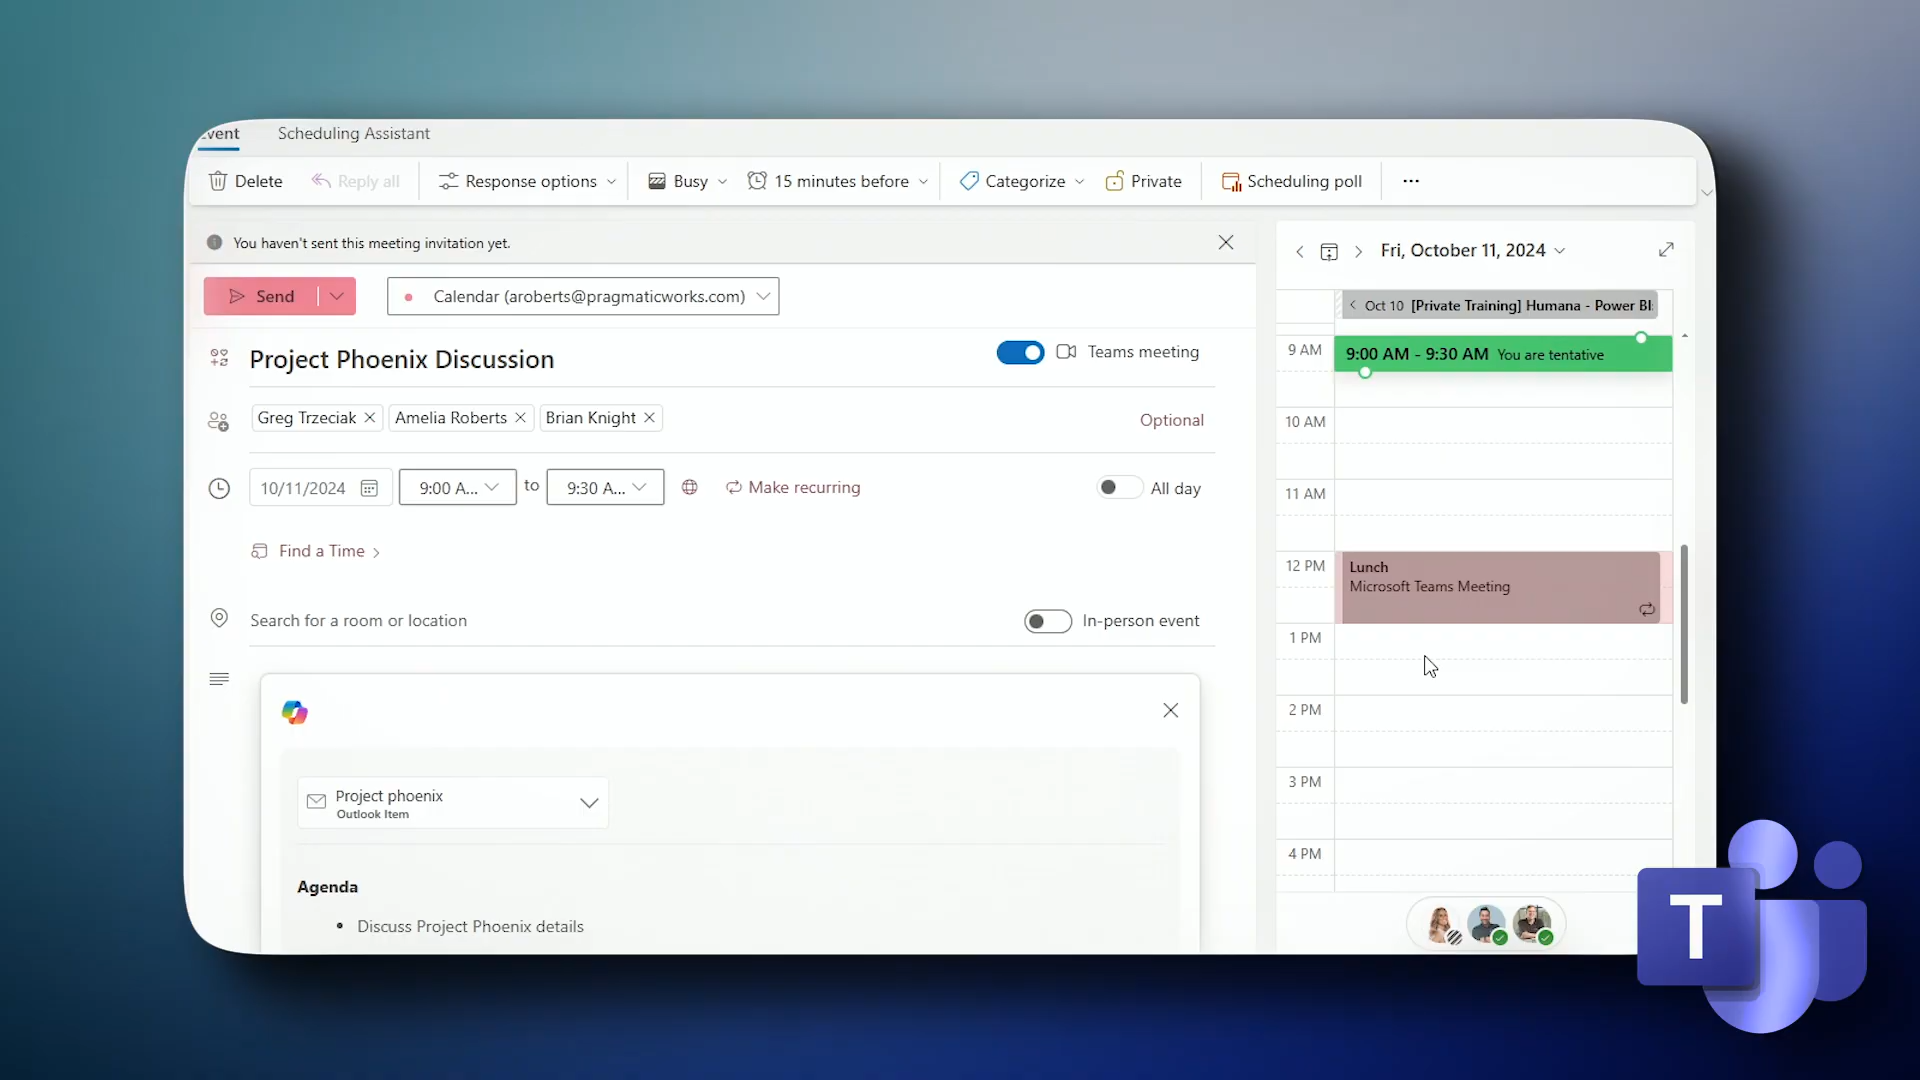 Event
Scheduling Assistant
Delete
Reply all
Response options
Busy
15 minutes before
Categorize
Private
Scheduling poll
You haven't sent this meeting invitation yet.
Send
Calendar (aroberts@pragmaticworks.com)
Project Phoenix Discussion
Teams meeting
Greg Trzeciak
Amelia Roberts
Brian Knight
Optional
10/11/2024
9:00 A...
to
9:30 A...
Make recurring
All day
Find a Time
Search for a room or location
In-person event
Project phoenix
Outlook Item
Agenda
• Discuss Project Phoenix details
Fri, October 11, 2024
Oct 10 [Private Training] Humana - Power BI
9 AM
9:00 AM - 9:30 AM You are tentative
10 AM
11 AM
12 PM
Lunch
Microsoft Teams Meeting
1 PM
2 PM
3 PM
4 PM
T